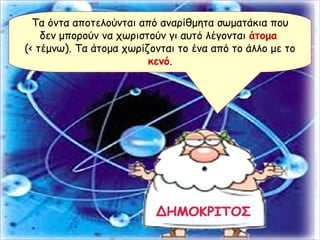 Τα όντα αποτελούνται από αναρίθμητα σωματάκια που
δεν μπορούν να χωριστούν γι αυτό λέγονται άτομα
(< τέμνω). Τα άτομα χωρίζονται το ένα από το άλλο με το
κενό.
ΔΗΜΟΚΡΙΤΟΣ